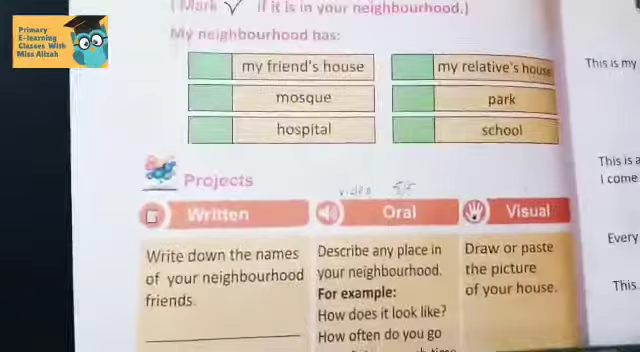 Primary
E-learning
Classes With
Miss Alizah
(Mark ✓ if it is in your neighbourhood.)
My neighbourhood has:
my friend's house
my relative's house
mosque
park
hospital
school
Projects
video
Written
Oral
Visual
Write down the names
of your neighbourhood
friends.
Describe any place in
your neighbourhood.
For example:
How does it look like?
How often do you go
Draw or paste
the picture
of your house.
This is my
This is a
I come
Every
This